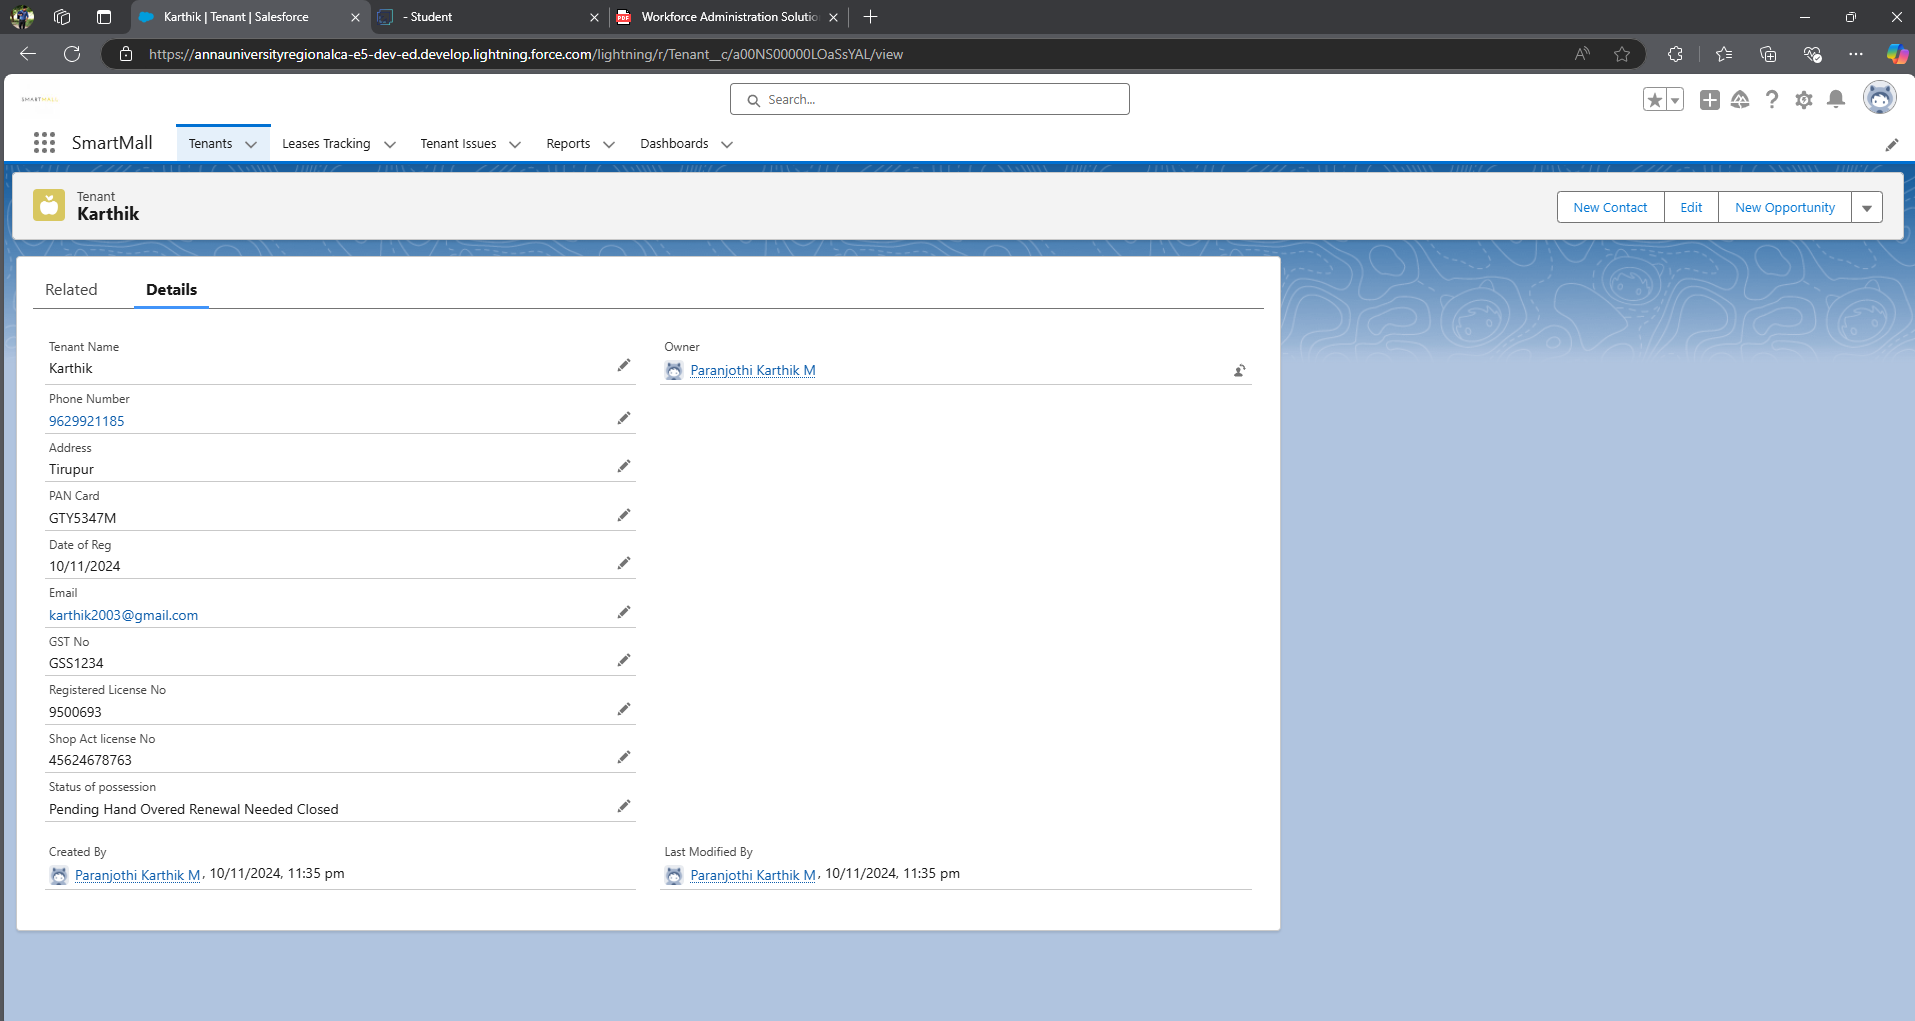 Karthik | Tenant | Salesforce
- Student
Workforce Administration Solutio
https://annauniversityregionalca-e5-dev-ed.develop.lightning.force.com/lightning/r/Tenant__c/a00NS00000LOaSsYAL/view
SMARTMALL
Search...
SmartMall
Tenants
Leases Tracking
Tenant Issues
Reports
Dashboards
Tenant
Karthik
New Contact
Edit
New Opportunity
Related
Details
Tenant Name
Karthik
Owner
Paranjothi Karthik M
Phone Number
9629921185
Address
Tirupur
PAN Card
GTY5347M
Date of Reg
10/11/2024
Email
karthik2003@gmail.com
GST No
GSS1234
Registered License No
9500693
Shop Act license No
45624678763
Status of possession
Pending Hand Overed Renewal Needed Closed
Created By
Paranjothi Karthik M, 10/11/2024, 11:35 pm
Last Modified By
Paranjothi Karthik M, 10/11/2024, 11:35 pm